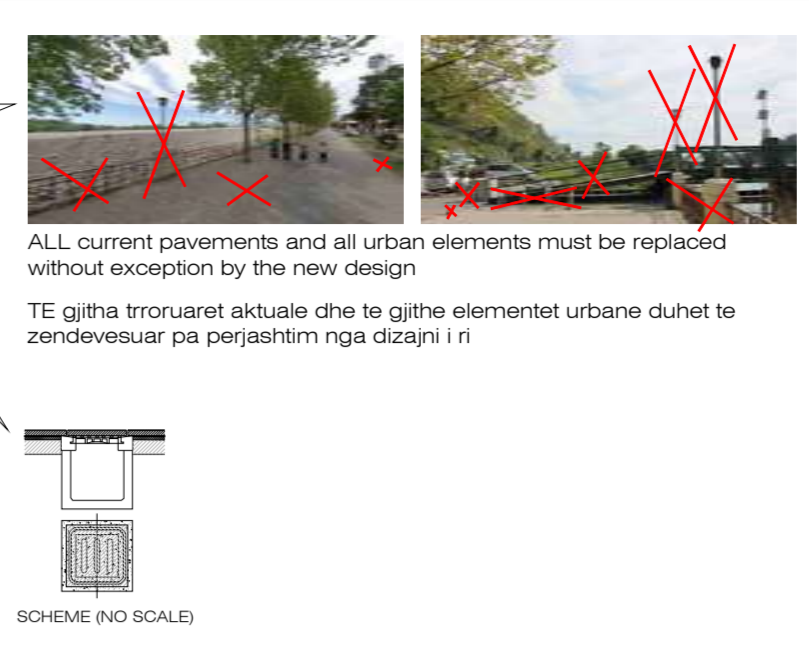 ALL current pavements and all urban elements must be replaced
without exception by the new design
TE gjitha trroruaret aktuale dhe te gjithe elementet urbane duhet te
zendevesuar pa perjashtim nga dizajni i ri
SCHEME (NO SCALE)